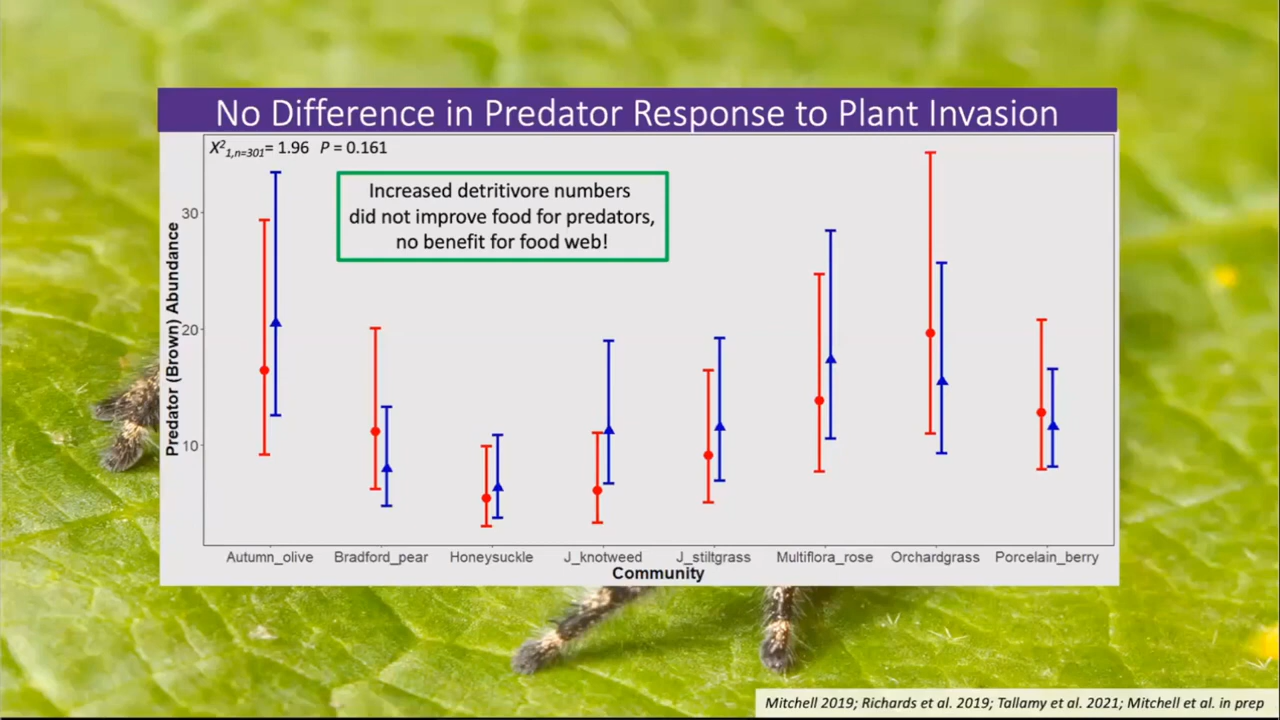 No Difference in Predator Response to Plant Invasion
X²1,n=301= 1.96 P = 0.161
Increased detritivore numbers
did not improve food for predators,
no benefit for food web!
Predator (Brown) Abundance
30
20
10
Autumn_olive Bradford_pear Honeysuckle J_knotweed J_stiltgrass Multiflora_rose Orchardgrass Porcelain_berry
Community
Mitchell 2019; Richards et al. 2019; Tallamy et al. 2021; Mitchell et al. in prep